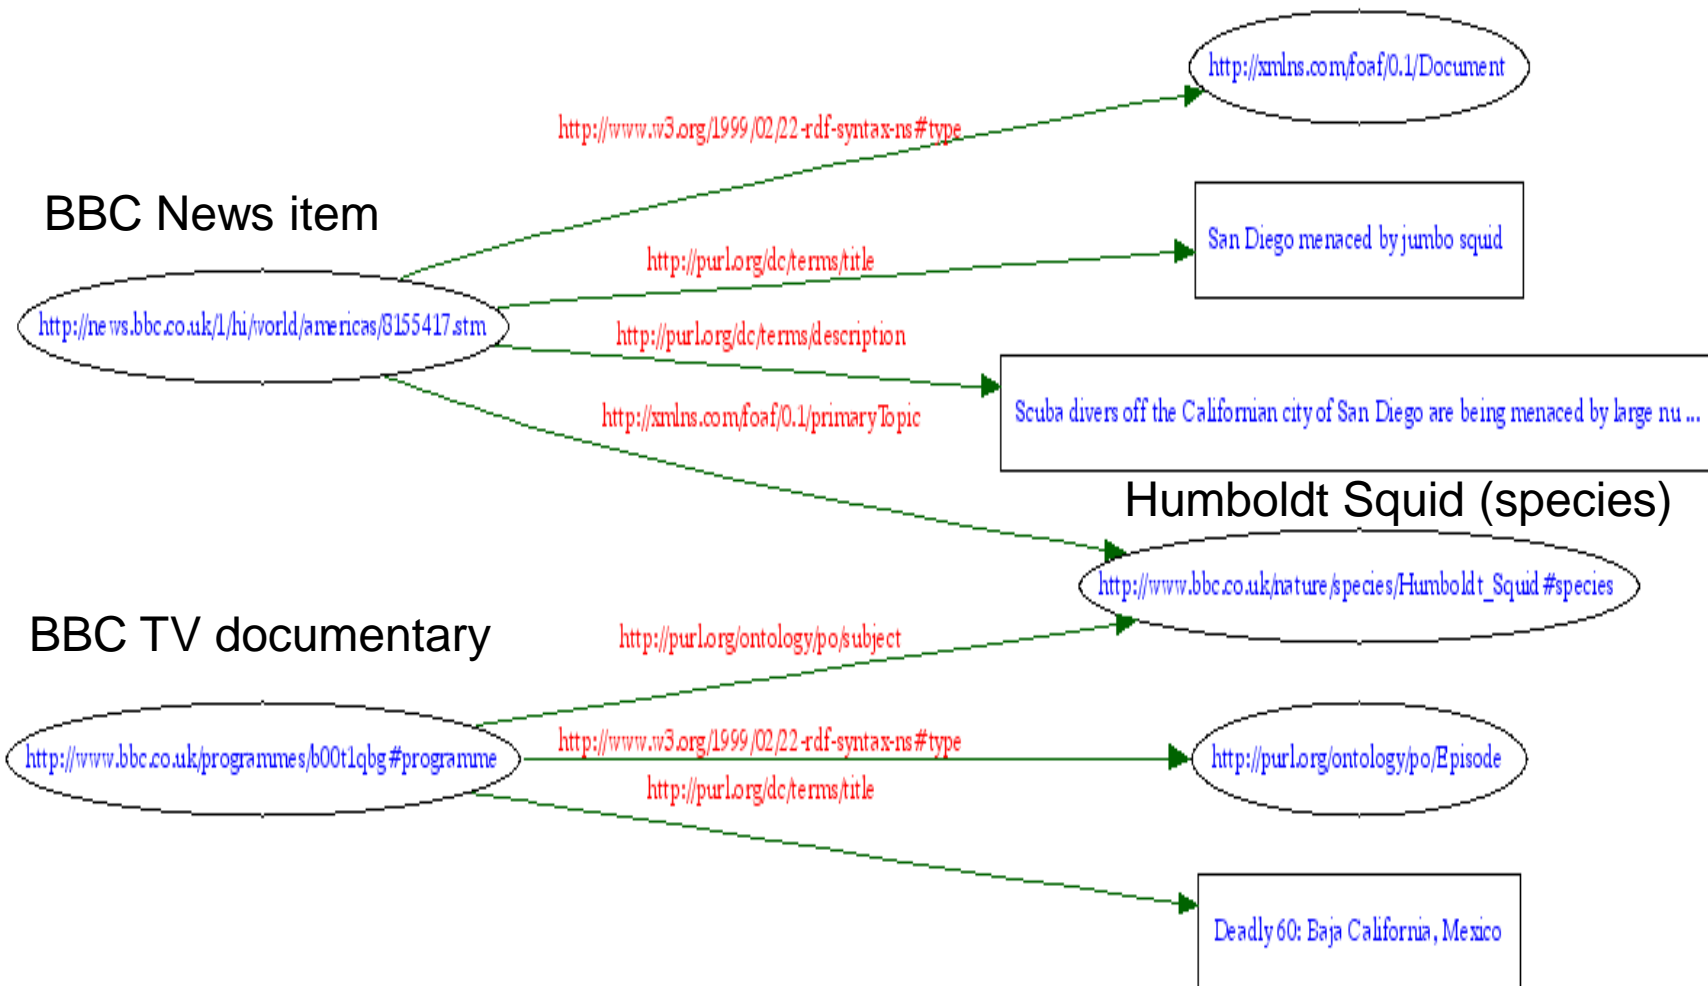 http://xmlns.com/foaf/0.1/Document
http://www.w3.org/1999/02/22-rdf-syntax-ns#type
BBC News item
San Diego menaced by jumbo squid
http://purl.org/dc/terms/title
http://news.bbc.co.uk/1/hi/world/americas/8155417.stm
http://purl.org/dc/terms/description
http://xmlns.com/foaf/0.1/primaryTopic
Scuba divers off the Californian city of San Diego are being menaced by large nu ...
Humboldt Squid (species)
http://www.bbc.co.uk/nature/species/Humboldt_Squid#species
BBC TV documentary
http://purl.org/ontology/po/subject
http://www.w3.org/1999/02/22-rdf-syntax-ns#type
http://www.bbc.co.uk/programmes/b00t1qbg#programme
http://purl.org/ontology/po/Episode
http://purl.org/dc/terms/title
Deadly 60: Baja California, Mexico